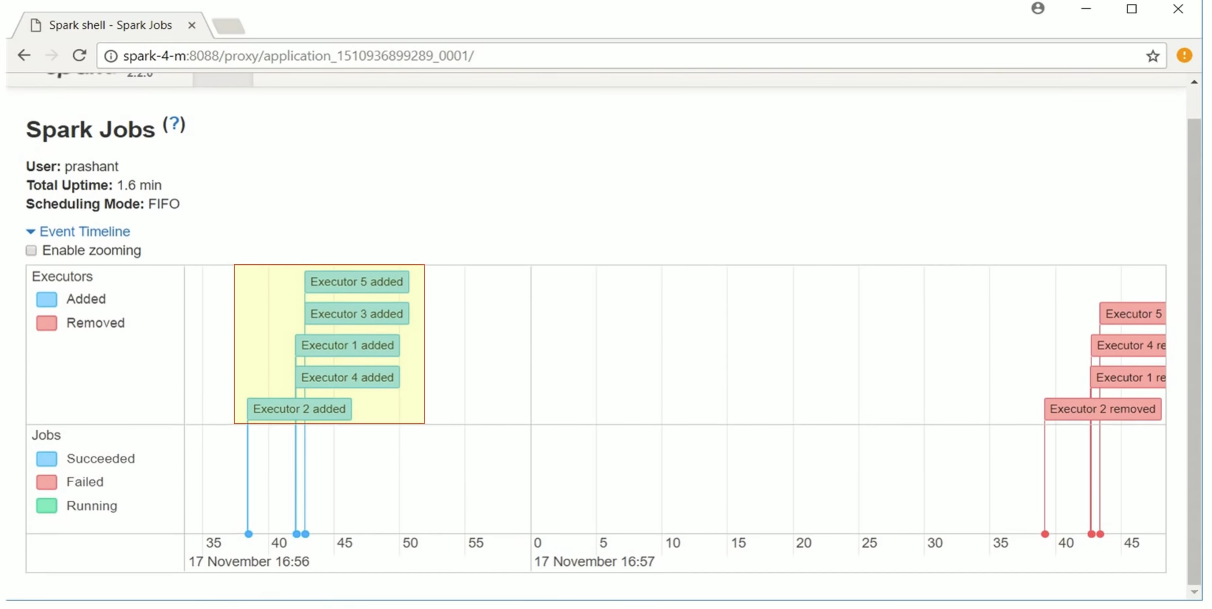 Spark shell - Spark Jobs
spark-4-m:8088/proxy/application_1510936899289_0001/
2.2.0
Spark Jobs (?)
User: prashant
Total Uptime: 1.6 min
Scheduling Mode: FIFO
Event Timeline
Enable zooming
Executors
Added
Removed
Executor 5 added
Executor 3 added
Executor 1 added
Executor 4 added
Executor 2 added
Executor 5
Executor 4 re
Executor 1 re
Executor 2 removed
Jobs
Succeeded
Failed
Running
35 40 45 50 55 0 5 10 15 20 25 30 35 40 45
17 November 16:56 17 November 16:57